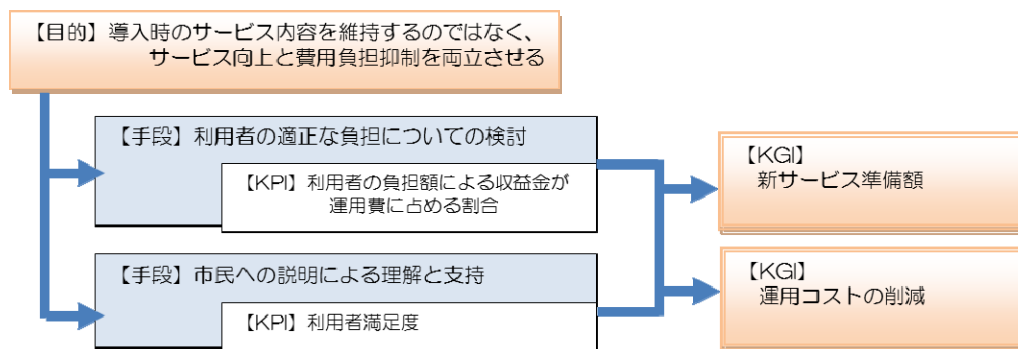 【目的】導入時のサービス内容を維持するのではなく、
サービス向上と費用負担抑制を両立させる
【手段】利用者の適正な負担についての検討
【KPI】利用者の負担額による収益金が
運用費に占める割合
【KGI】
新サービス準備額
【手段】市民への説明による理解と支持
【KPI】利用者満足度
【KGI】
運用コストの削減